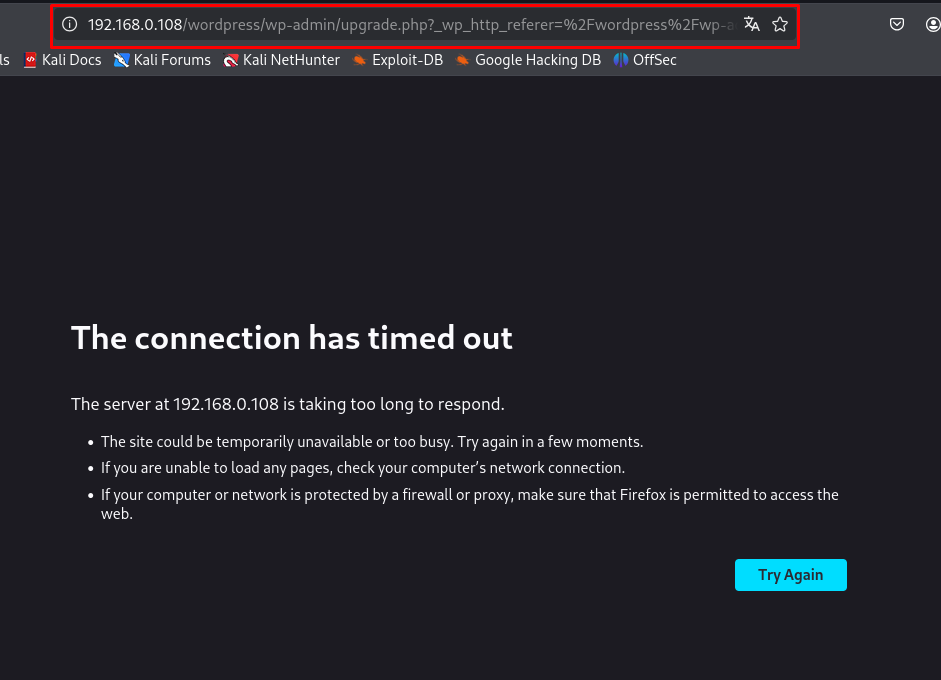 192.168.0.108/wordpress/wp-admin/upgrade.php?_wp_http_referer=%2Fwordpress%2Fwp-a
ls Kali Docs Kali Forums Kali NetHunter Exploit-DB Google Hacking DB OffSec
The connection has timed out
The server at 192.168.0.108 is taking too long to respond.
• The site could be temporarily unavailable or too busy. Try again in a few moments.
• If you are unable to load any pages, check your computer’s network connection.
• If your computer or network is protected by a firewall or proxy, make sure that Firefox is permitted to access the
web.
Try Again